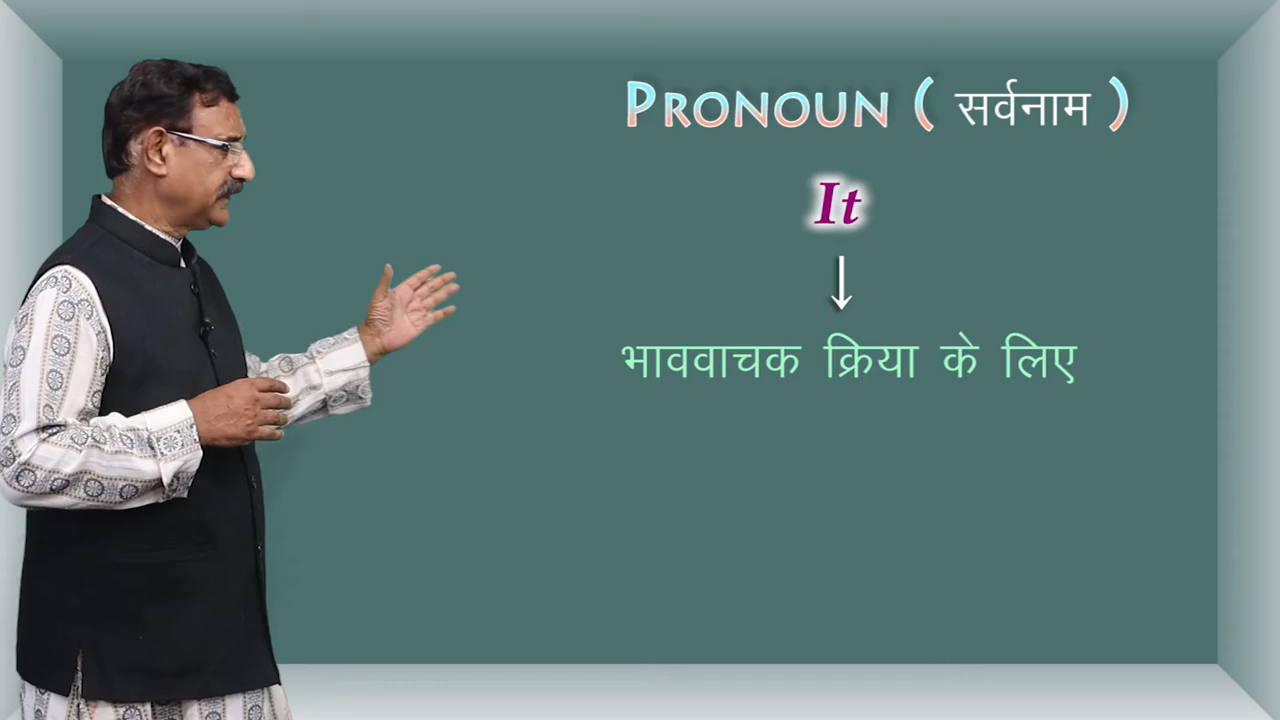 PRONOUN ( सर्वनाम )
It
↓
भाववाचक क्रिया के लिए